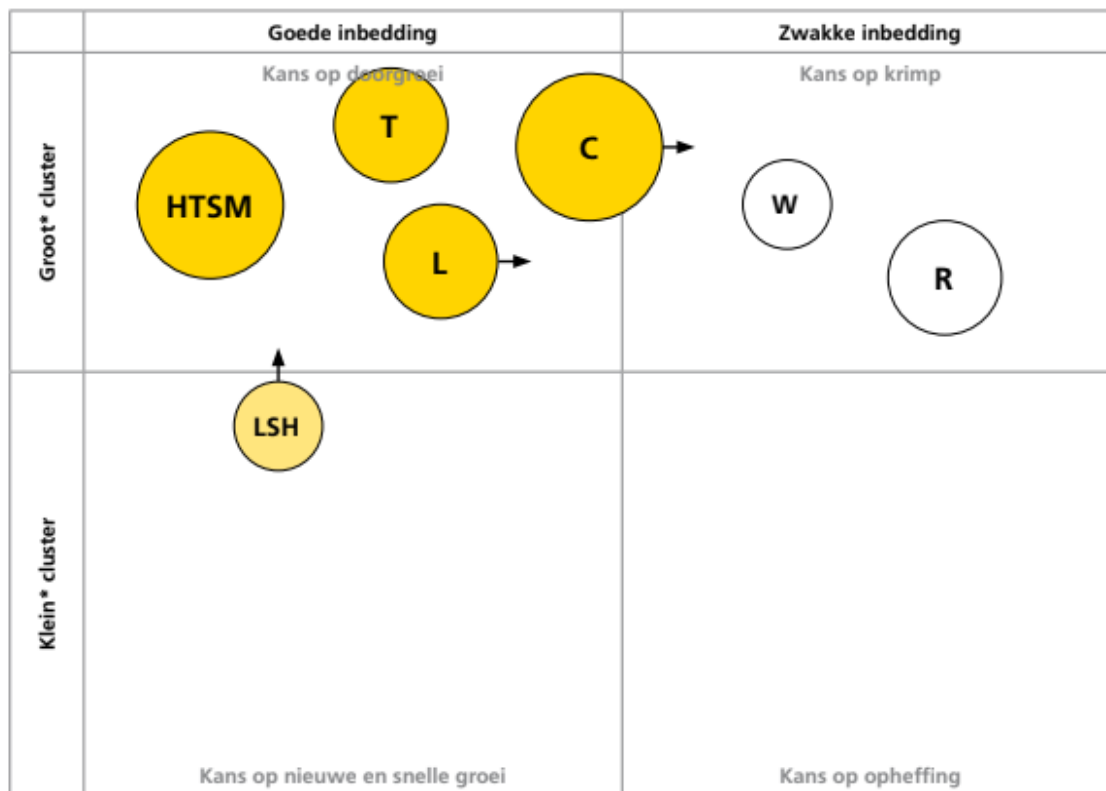 Goede inbedding
Zwakke inbedding
Groot* cluster
Kans op doorgroei
Kans op krimp
HTSM
T
L
C
W
R
Klein* cluster
LSH
Kans op nieuwe en snelle groei
Kans op opheffing